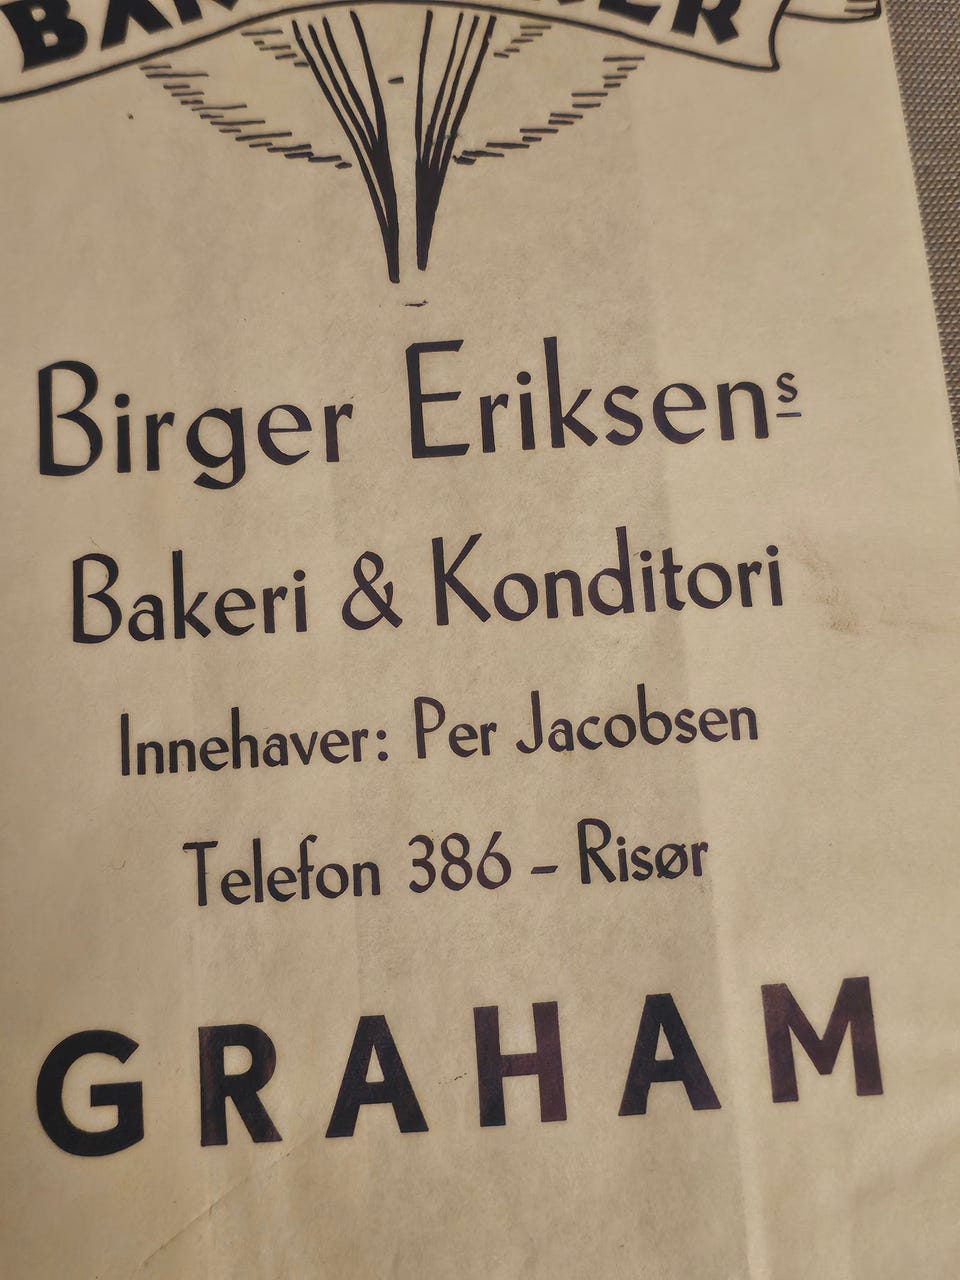 Birger Eriksens
Bakeri & Konditori
Innehaver: Per Jacobsen
Telefon 386 – Risør
GRAHAM